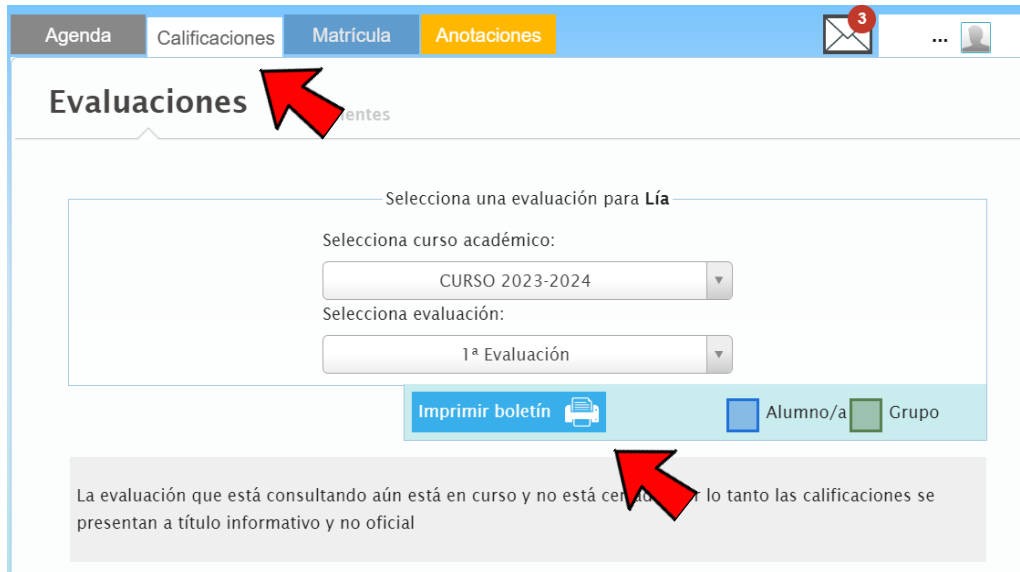 Agenda
Calificaciones
Matrícula
Anotaciones
3
...
Evaluaciones
Selecciona una evaluación para Lía
Selecciona curso académico:
CURSO 2023-2024
Selecciona evaluación:
1ª Evaluación
Imprimir boletín
Alumno/a
Grupo
La evaluación que está consultando aún está en curso y no está lo tanto las calificaciones se
presentan a título informativo y no oficial